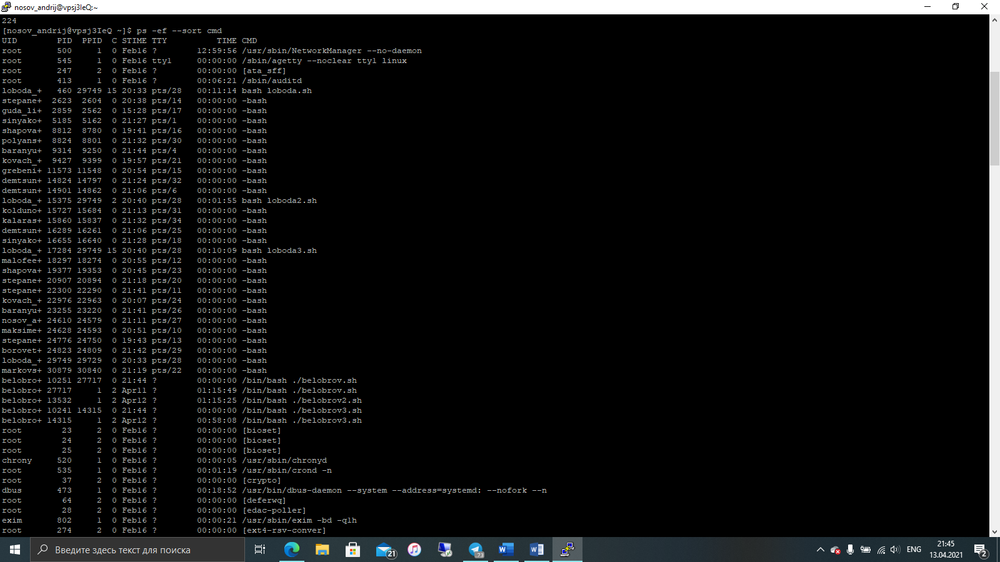 nosov_andrij@vpsj3IeQ:~
224
[nosov_andrij@vpsj3IeQ ~]$ ps -ef --sort cmd
UID        PID  PPID  C STIME TTY          TIME CMD
root       500     1  0 Feb16 ?        12:59:56 /usr/sbin/NetworkManager --no-daemon
root       545     1  0 Feb16 tty1     00:00:00 /sbin/agetty --noclear tty1 linux
root       247     2  0 Feb16 ?        00:00:00 [ata_sff]
root       413     1  0 Feb16 ?        00:06:21 /sbin/auditd
loboda_+   460 29749 15 20:33 pts/28   00:11:14 bash loboda.sh
stepane+  2623  2604  0 20:38 pts/14   00:00:00 -bash
guda_li+  2859  2562  0 15:28 pts/17   00:00:00 -bash
sinyako+  5185  5162  0 21:27 pts/1    00:00:00 -bash
shapova+  8812  8780  0 19:41 pts/16   00:00:00 -bash
polyans+  8824  8801  0 21:32 pts/30   00:00:00 -bash
baranyu+  9314  9250  0 21:44 pts/4    00:00:00 -bash
kovach_+  9427  9399  0 19:57 pts/21   00:00:00 -bash
grebeni+ 11573 11548  0 20:54 pts/15   00:00:00 -bash
demtsun+ 14824 14797  0 21:24 pts/32   00:00:00 -bash
demtsun+ 14901 14862  0 21:06 pts/6    00:00:00 -bash
loboda_+ 15375 29749  2 20:40 pts/28   00:01:55 bash loboda2.sh
kolduno+ 15727 15684  0 21:13 pts/31   00:00:00 -bash
kalaras+ 15860 15837  0 21:32 pts/34   00:00:00 -bash
demtsun+ 16289 16261  0 21:06 pts/25   00:00:00 -bash
sinyako+ 16655 16640  0 21:28 pts/18   00:00:00 -bash
loboda_+ 17284 29749 15 20:40 pts/28   00:10:09 bash loboda3.sh
malofee+ 18297 18274  0 20:55 pts/12   00:00:00 -bash
shapova+ 19377 19353  0 20:45 pts/23   00:00:00 -bash
stepane+ 20907 20894  0 21:18 pts/20   00:00:00 -bash
stepane+ 22300 22290  0 21:41 pts/11   00:00:00 -bash
kovach_+ 22976 22963  0 20:07 pts/24   00:00:00 -bash
baranyu+ 23255 23220  0 21:41 pts/26   00:00:00 -bash
nosov_a+ 24610 24579  0 21:11 pts/27   00:00:00 -bash
maksime+ 24628 24593  0 20:51 pts/10   00:00:00 -bash
stepane+ 24776 24750  0 19:43 pts/13   00:00:00 -bash
borovet+ 24823 24809  0 21:42 pts/29   00:00:00 -bash
loboda_+ 29749 29729  0 20:33 pts/28   00:00:00 -bash
markovs+ 30879 30840  0 21:19 pts/22   00:00:00 -bash
belobro+ 10251 27717  0 21:44 ?        00:00:00 /bin/bash ./belobrov.sh
belobro+ 27717     1  2 Apr11 ?        01:15:49 /bin/bash ./belobrov.sh
belobro+ 13532     1  2 Apr12 ?        01:15:25 /bin/bash ./belobrov2.sh
belobro+ 10241 14315  0 21:44 ?        00:00:00 /bin/bash ./belobrov3.sh
belobro+ 14315     1  2 Apr12 ?        00:58:08 /bin/bash ./belobrov3.sh
root        23     2  0 Feb16 ?        00:00:00 [bioset]
root        24     2  0 Feb16 ?        00:00:00 [bioset]
root        25     2  0 Feb16 ?        00:00:00 [bioset]
chrony     520     1  0 Feb16 ?        00:00:05 /usr/sbin/chronyd
root       535     1  0 Feb16 ?        00:01:19 /usr/sbin/crond -n
root        37     2  0 Feb16 ?        00:00:00 [crypto]
dbus       473     1  0 Feb16 ?        00:18:52 /usr/bin/dbus-daemon --system --address=systemd: --nofork --n
root        64     2  0 Feb16 ?        00:00:00 [deferwq]
root        28     2  0 Feb16 ?        00:00:00 [edac-poller]
exim       802     1  0 Feb16 ?        00:00:21 /usr/sbin/exim -bd -q1h
root       274     2  0 Feb16 ?        00:00:00 [ext4-rsv-conver]
Введите здесь текст для поиска
21
73
ENG
21:45
13.04.2021
2